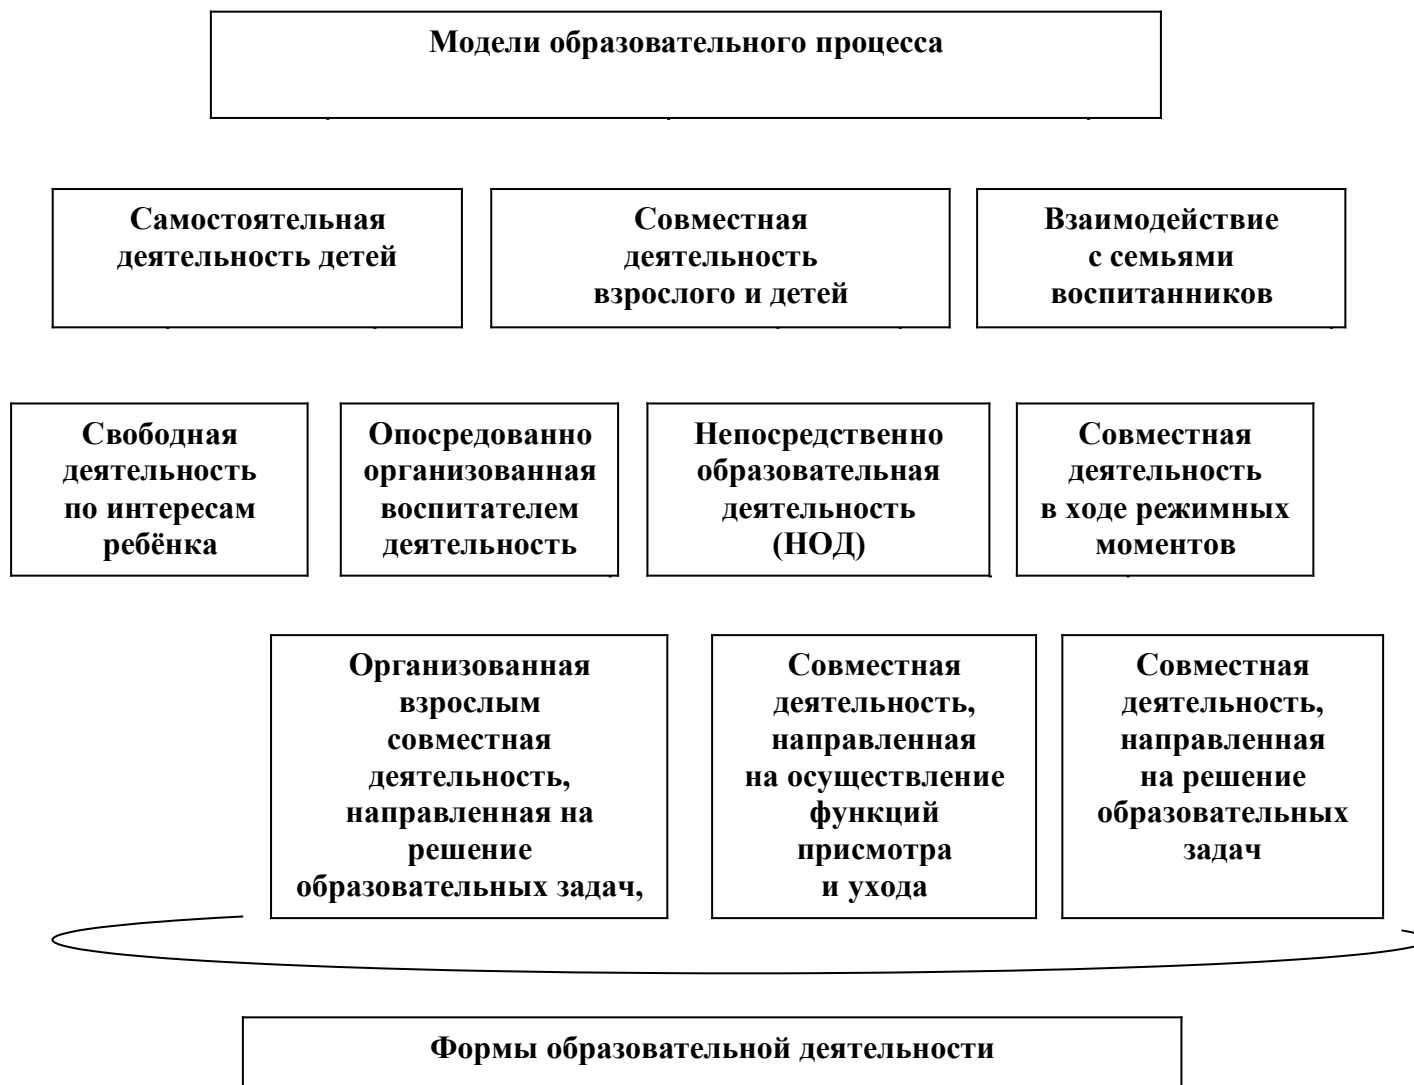 Модели образовательного процесса
Самостоятельная
деятельность детей
Совместная
деятельность
взрослого и детей
Взаимодействие
с семьями
воспитанников
Свободная
деятельность
по интересам
ребёнка
Опосредованно
организованная
воспитателем
деятельность
Непосредственно
образовательная
деятельность
(НОД)
Совместная
деятельность
в ходе режимных
моментов
Организованная
взрослым
совместная
деятельность,
направленная на
решение
образовательных задач,
Совместная
деятельность,
направленная
на осуществление
функций
присмотра
и ухода
Совместная
деятельность,
направленная
на решение
образовательных
задач
Формы образовательной деятельности